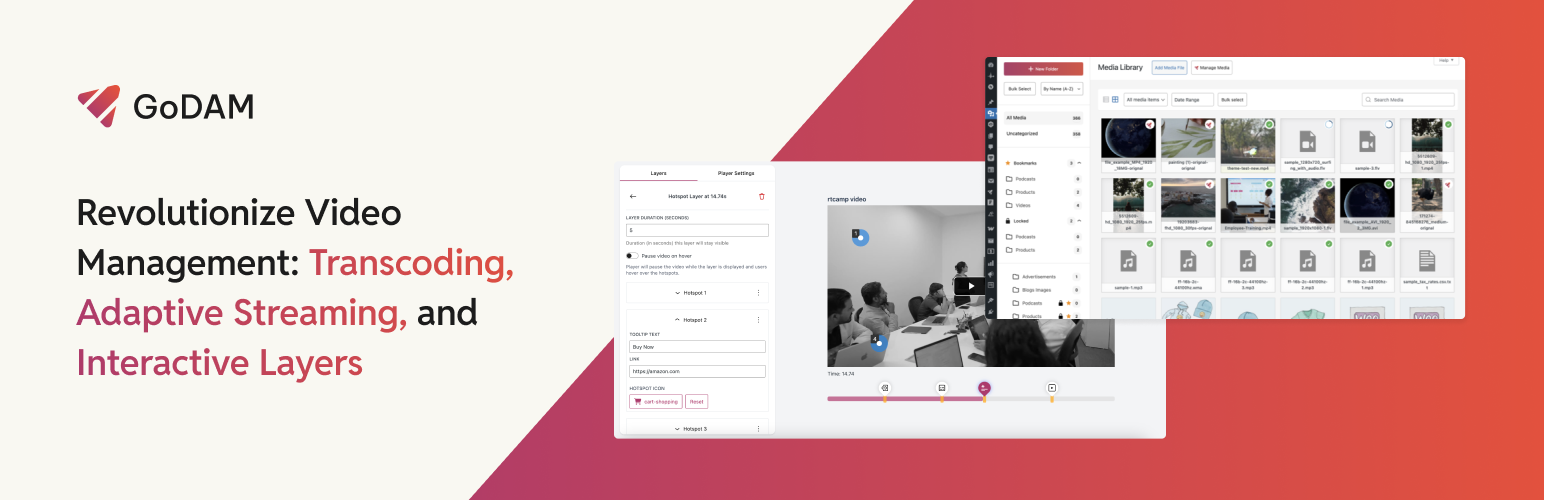 GoDAM
Revolutionize Video
Management: Transcoding,
Adaptive Streaming, and
Interactive Layers
Layers
Player Settings
Hotspot Layer at 14.74s
LAYER DURATION (SECONDS)
5
Duration (in seconds) this layer will stay visible
Pause video on hover
Player will pause the video while the layer is displayed and users
hover over the hotspots.
Hotspot 1
Hotspot 2
TOOLTIP TEXT
Buy Now
LINK
https://amazon.com
HOTSPOT ICON
cart-shopping
Reset
Hotspot 3
rtcamp video
1
4
Time: 14.74
New Folder
Bulk Select
By Name (A-Z)
All Media
Uncategorized
Bookmarks
3
Podcasts
Products
Videos
Locked
2
Podcasts
Products
Advertisements
1
Blogs Images
Podcasts
Products
Media Library
Add Media File
Manage Media
Help
All media items
Date Range
Bulk select
Search Media
sample-5.flv
theme-test-new.mp4
Employee-Training.mp4
sample-1.mp3